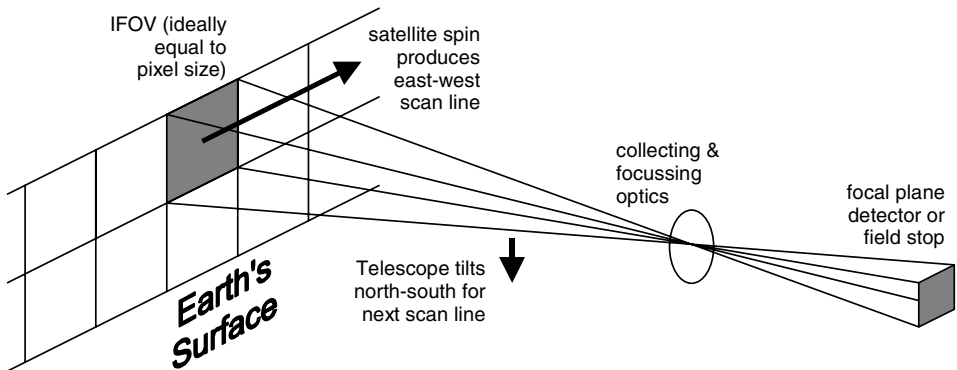 IFOV (ideally
equal to
pixel size)
satellite spin
produces
east-west
scan line
collecting &
focussing
optics
focal plane
detector or
field stop
Telescope tilts
north-south for
next scan line
Earth's
Surface